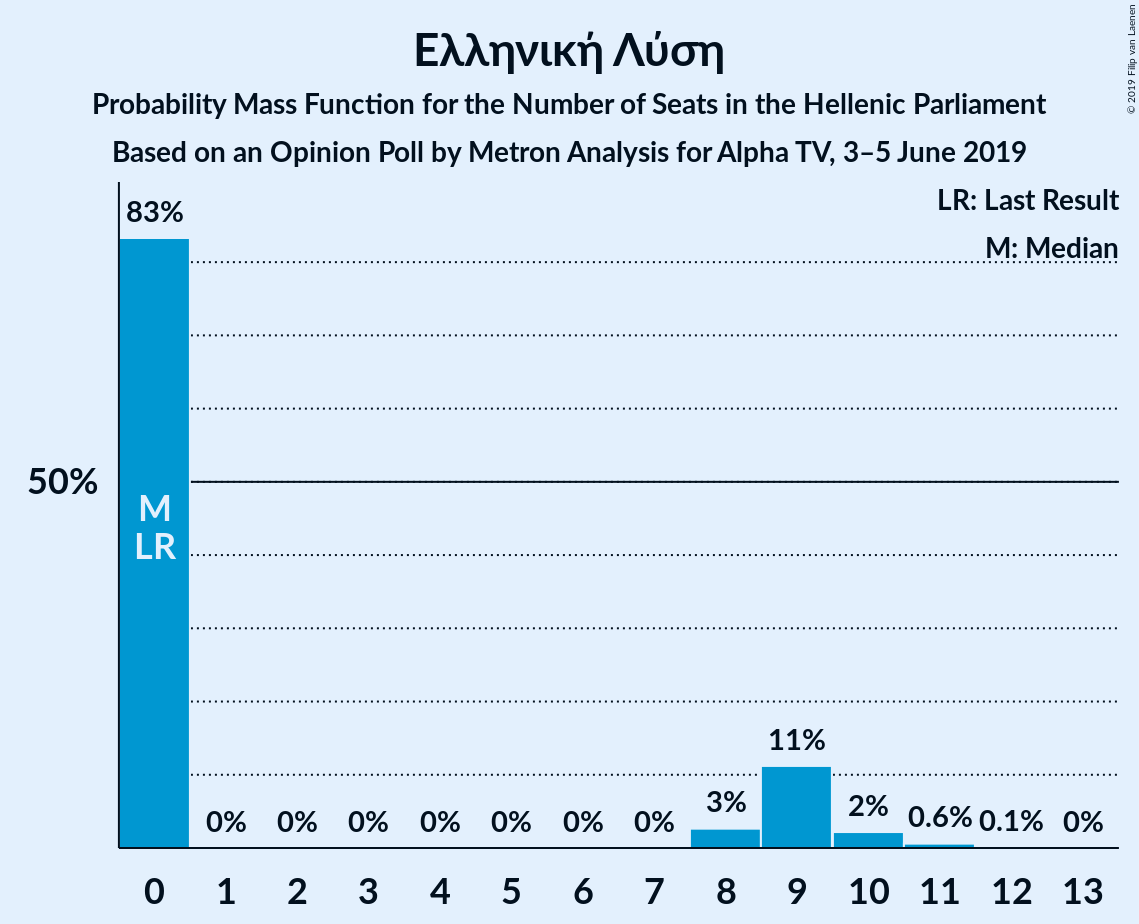 Ελληνική Λύση
Probability Mass Function for the Number of Seats in the Hellenic Parliament
Based on an Opinion Poll by Metron Analysis for Alpha TV, 3–5 June 2019
© 2019 Filip van Laenen
LR: Last Result
M: Median
83%
50%
M
LR
0% 0% 0% 0% 0% 0% 0% 3% 11% 2% 0.6% 0.1% 0%
0 1 2 3 4 5 6 7 8 9 10 11 12 13